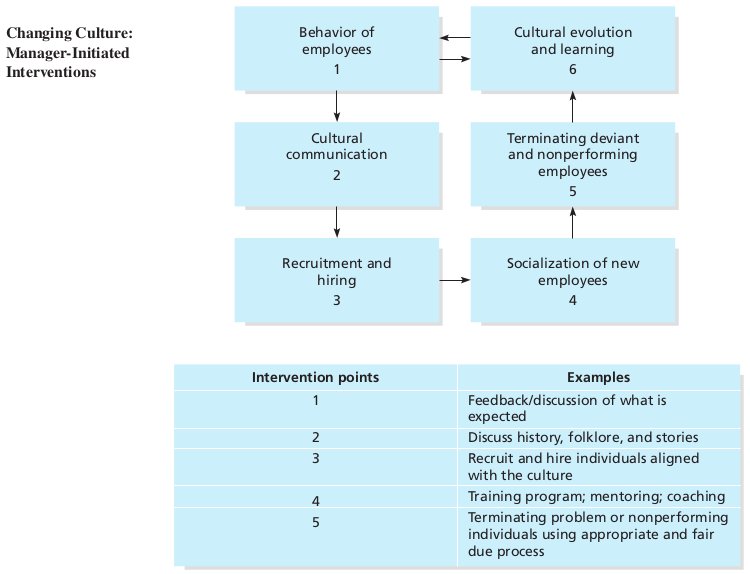 Changing Culture:
Manager-Initiated
Interventions
Behavior of
employees
1
Cultural evolution
and learning
6
Cultural
communication
2
Terminating deviant
and nonperforming
employees
5
Recruitment and
hiring
3
Socialization of new
employees
4
Intervention points Examples
1 Feedback/discussion of what is
expected
2 Discuss history, folklore, and stories
3 Recruit and hire individuals aligned
with the culture
4 Training program; mentoring; coaching
5 Terminating problem or nonperforming
individuals using appropriate and fair
due process